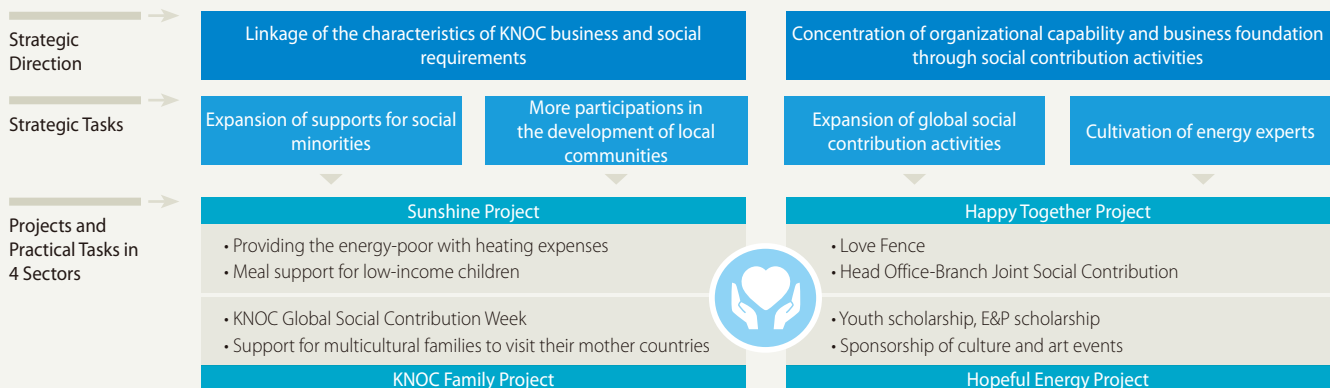 Strategic
Direction
Linkage of the characteristics of KNOC business and social
requirements
Concentration of organizational capability and business foundation
through social contribution activities
Strategic Tasks
Expansion of supports for social
minorities
More participations in
the development of local
communities
Expansion of global social
contribution activities
Cultivation of energy experts
Projects and
Practical Tasks in
4 Sectors
Sunshine Project
• Providing the energy-poor with heating expenses
• Meal support for low-income children
• KNOC Global Social Contribution Week
• Support for multicultural families to visit their mother countries
KNOC Family Project
Happy Together Project
• Love Fence
• Head Office-Branch Joint Social Contribution
• Youth scholarship, E&P scholarship
• Sponsorship of culture and art events
Hopeful Energy Project